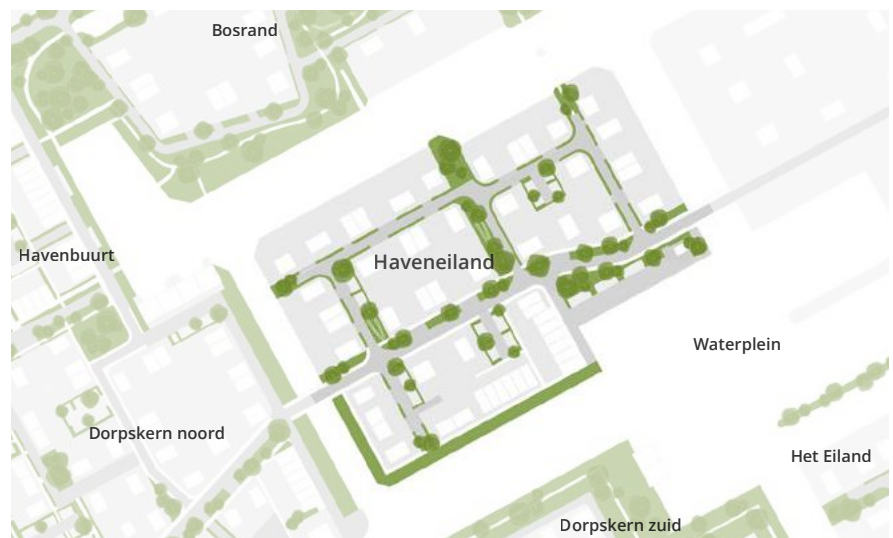 Bosrand
Havenbuurt
Haveneiland
Waterplein
Dorpskern noord
Het Eiland
Dorpskern zuid